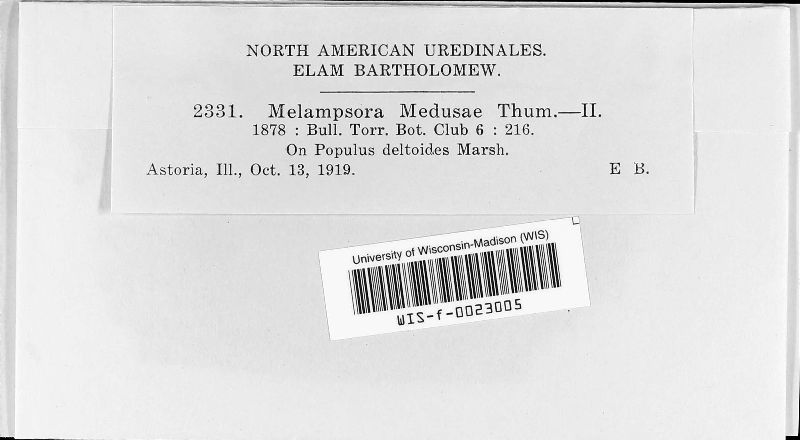 NORTH AMERICAN UREDINALES.
ELAM BARTHOLOMEW.
2331. Melampsora Medusae Thum.—II.
1878 : Bull. Torr. Bot. Club 6 : 216.
On Populus deltoides Marsh.
Astoria, Ill., Oct. 13, 1919. E B.
University of Wisconsin-Madison (WIS)
WIS-f-0023005